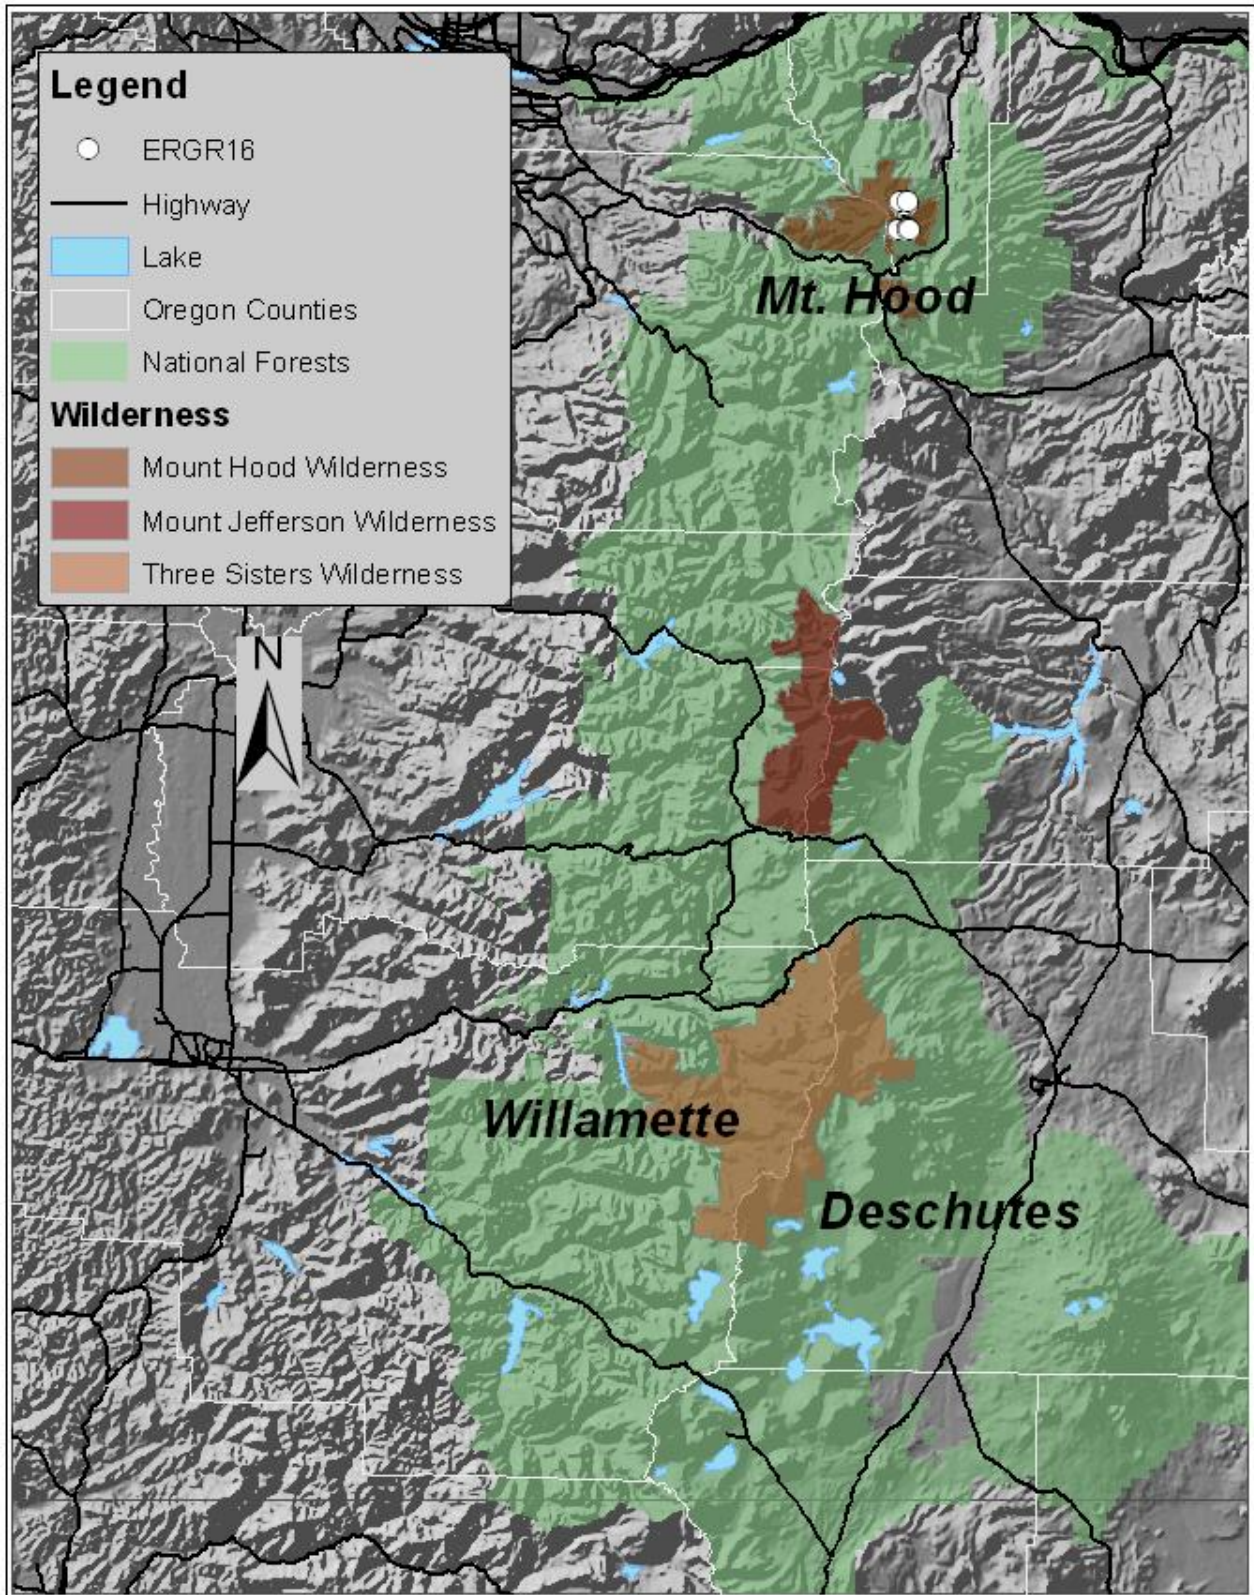 Legend
ERGR16
Highway
Lake
Oregon Counties
National Forests
Wilderness
Mount Hood Wilderness
Mount Jefferson Wilderness
Three Sisters Wilderness
N
Mt. Hood
Willamette
Deschutes